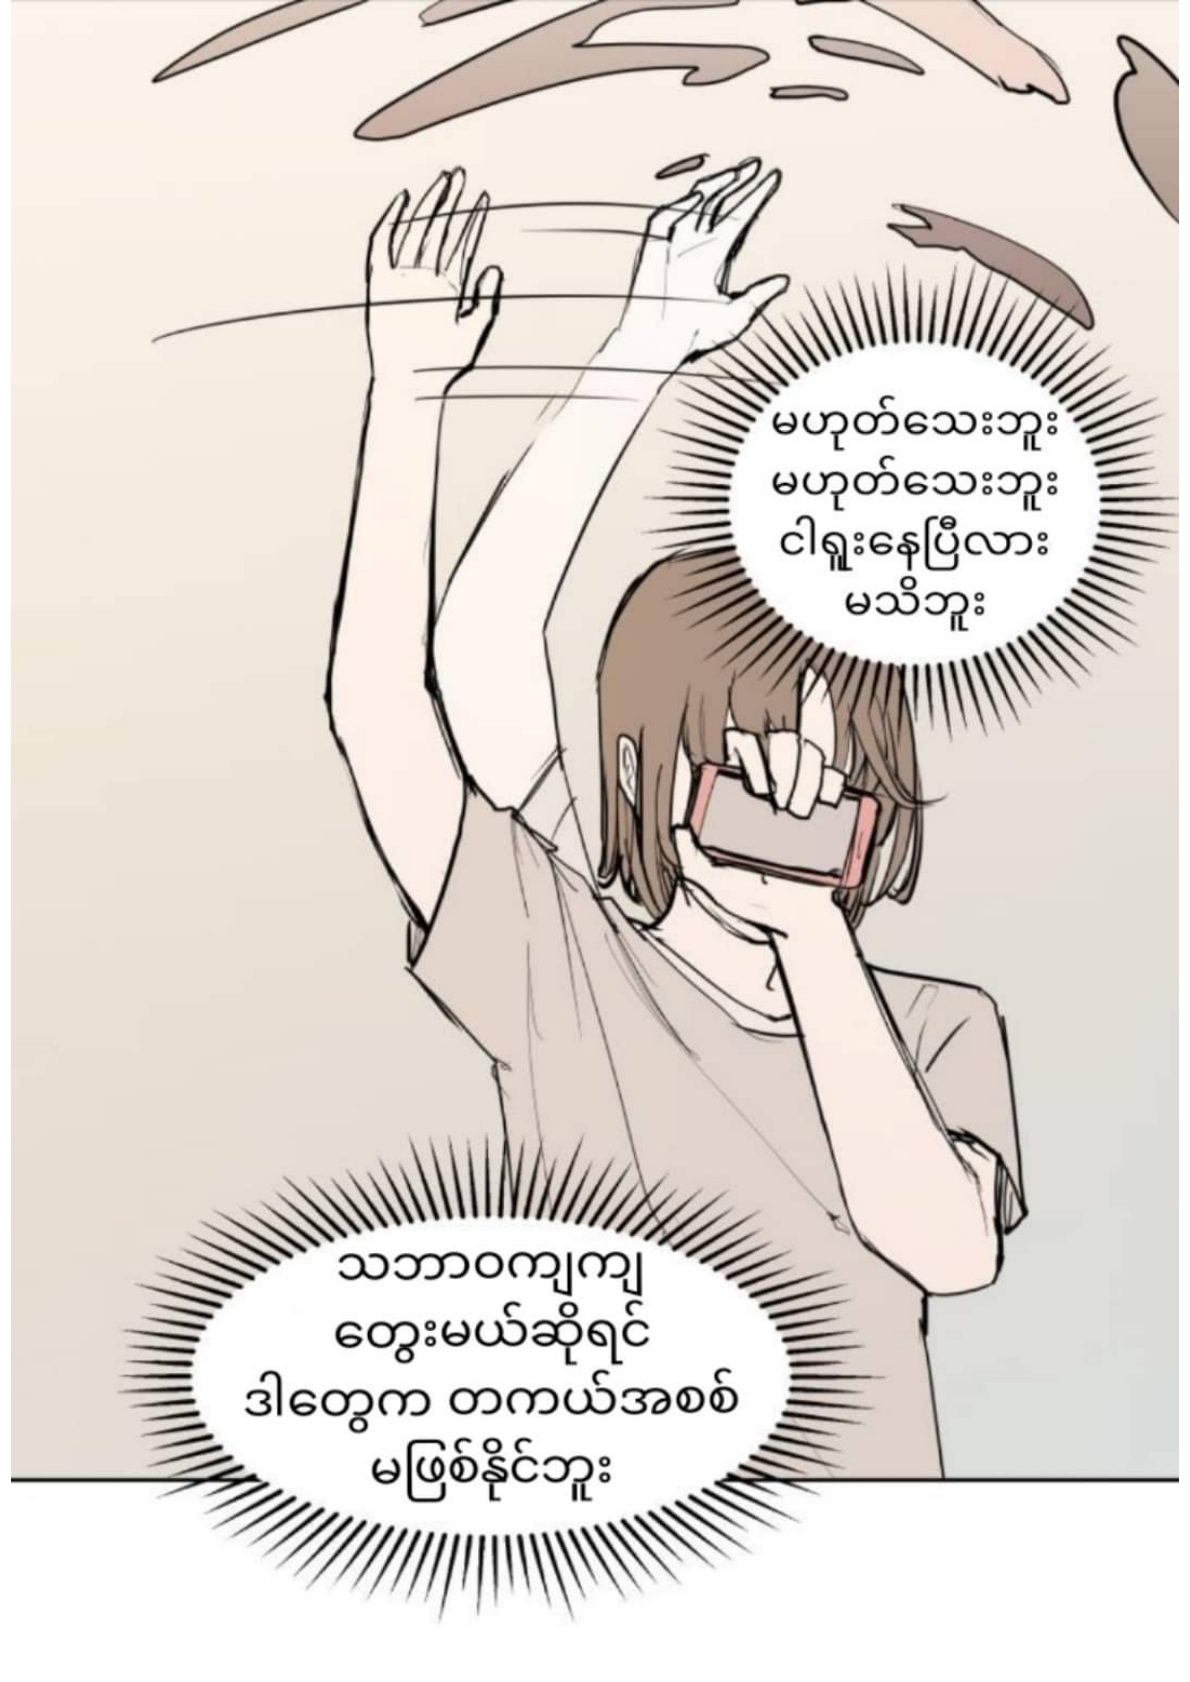 မဟုတ်သေးဘူး
မဟုတ်သေးဘူး
ငါရူးနေပြီလား
မသိဘူး
သဘာဝကျကျ
တွေးမယ်ဆိုရင်
ဒါတွေက တကယ်အစစ်
မဖြစ်နိုင်ဘူး